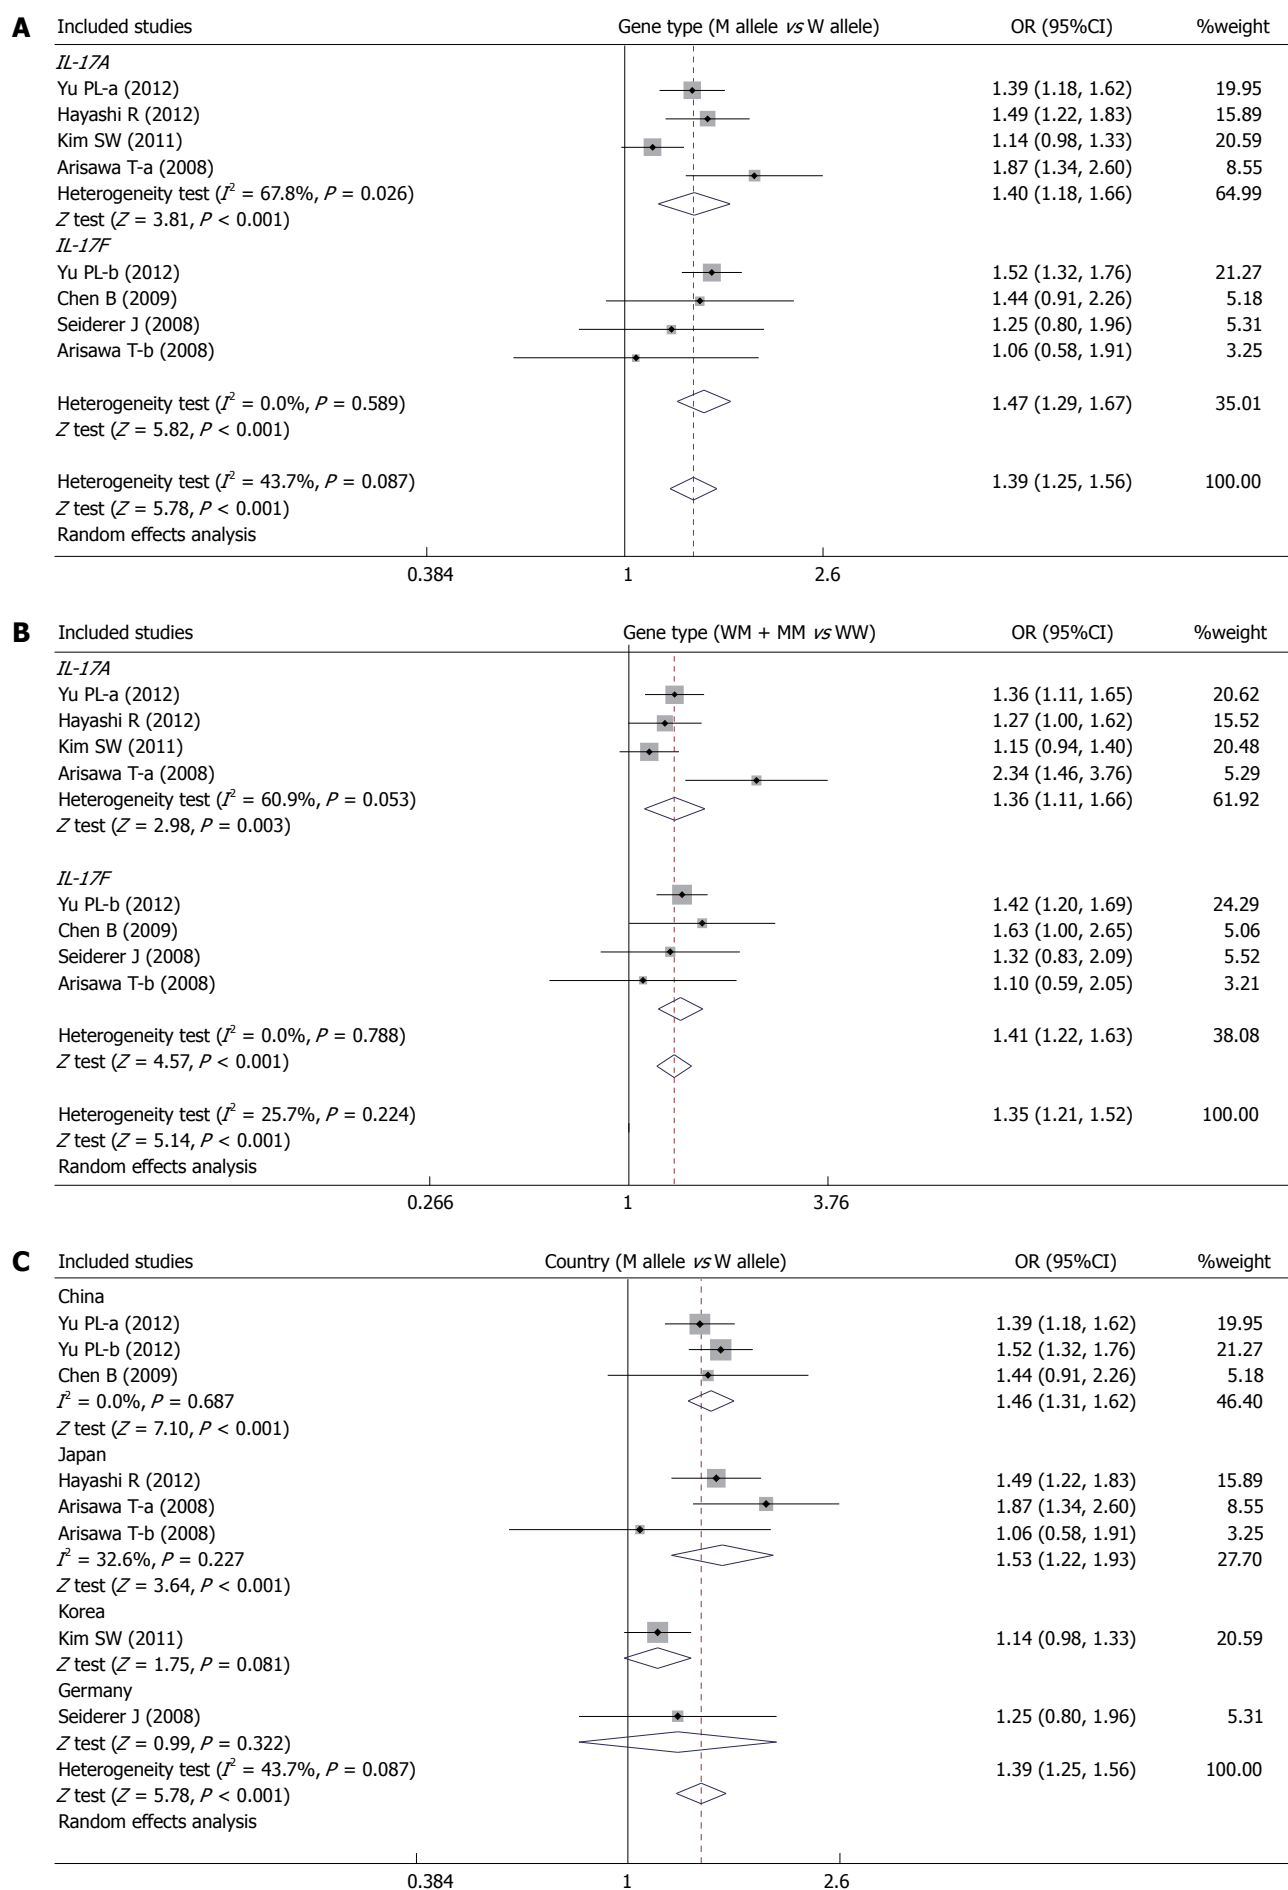 A Included studies Gene type (M allele vs W allele) OR (95%CI) %weight
IL-17A
Yu PL-a (2012) 1.39 (1.18, 1.62) 19.95
Hayashi R (2012) 1.49 (1.22, 1.83) 15.89
Kim SW (2011) 1.14 (0.98, 1.33) 20.59
Arisawa T-a (2008) 1.87 (1.34, 2.60) 8.55
Heterogeneity test (I² = 67.8%, P = 0.026) 1.40 (1.18, 1.66) 64.99
Z test (Z = 3.81, P < 0.001)
IL-17F
Yu PL-b (2012) 1.52 (1.32, 1.76) 21.27
Chen B (2009) 1.44 (0.91, 2.26) 5.18
Seiderer J (2008) 1.25 (0.80, 1.96) 5.31
Arisawa T-b (2008) 1.06 (0.58, 1.91) 3.25
Heterogeneity test (I² = 0.0%, P = 0.589) 1.47 (1.29, 1.67) 35.01
Z test (Z = 5.82, P < 0.001)
Heterogeneity test (I² = 43.7%, P = 0.087) 1.39 (1.25, 1.56) 100.00
Z test (Z = 5.78, P < 0.001)
Random effects analysis
0.384 1 2.6
B Included studies Gene type (WM + MM vs WW) OR (95%CI) %weight
IL-17A
Yu PL-a (2012) 1.36 (1.11, 1.65) 20.62
Hayashi R (2012) 1.27 (1.00, 1.62) 15.52
Kim SW (2011) 1.15 (0.94, 1.40) 20.48
Arisawa T-a (2008) 2.34 (1.46, 3.76) 5.29
Heterogeneity test (I² = 60.9%, P = 0.053) 1.36 (1.11, 1.66) 61.92
Z test (Z = 2.98, P = 0.003)
IL-17F
Yu PL-b (2012) 1.42 (1.20, 1.69) 24.29
Chen B (2009) 1.63 (1.00, 2.65) 5.06
Seiderer J (2008) 1.32 (0.83, 2.09) 5.52
Arisawa T-b (2008) 1.10 (0.59, 2.05) 3.21
Heterogeneity test (I² = 0.0%, P = 0.788) 1.41 (1.22, 1.63) 38.08
Z test (Z = 4.57, P < 0.001)
Heterogeneity test (I² = 25.7%, P = 0.224) 1.35 (1.21, 1.52) 100.00
Z test (Z = 5.14, P < 0.001)
Random effects analysis
0.266 1 3.76
C Included studies Country (M allele vs W allele) OR (95%CI) %weight
China
Yu PL-a (2012) 1.39 (1.18, 1.62) 19.95
Yu PL-b (2012) 1.52 (1.32, 1.76) 21.27
Chen B (2009) 1.44 (0.91, 2.26) 5.18
I² = 0.0%, P = 0.687 1.46 (1.31, 1.62) 46.40
Z test (Z = 7.10, P < 0.001)
Japan
Hayashi R (2012) 1.49 (1.22, 1.83) 15.89
Arisawa T-a (2008) 1.87 (1.34, 2.60) 8.55
Arisawa T-b (2008) 1.06 (0.58, 1.91) 3.25
I² = 32.6%, P = 0.227 1.53 (1.22, 1.93) 27.70
Z test (Z = 3.64, P < 0.001)
Korea
Kim SW (2011) 1.14 (0.98, 1.33) 20.59
Z test (Z = 1.75, P = 0.081)
Germany
Seiderer J (2008) 1.25 (0.80, 1.96) 5.31
Z test (Z = 0.99, P = 0.322)
Heterogeneity test (I² = 43.7%, P = 0.087) 1.39 (1.25, 1.56) 100.00
Z test (Z = 5.78, P < 0.001)
Random effects analysis
0.384 1 2.6